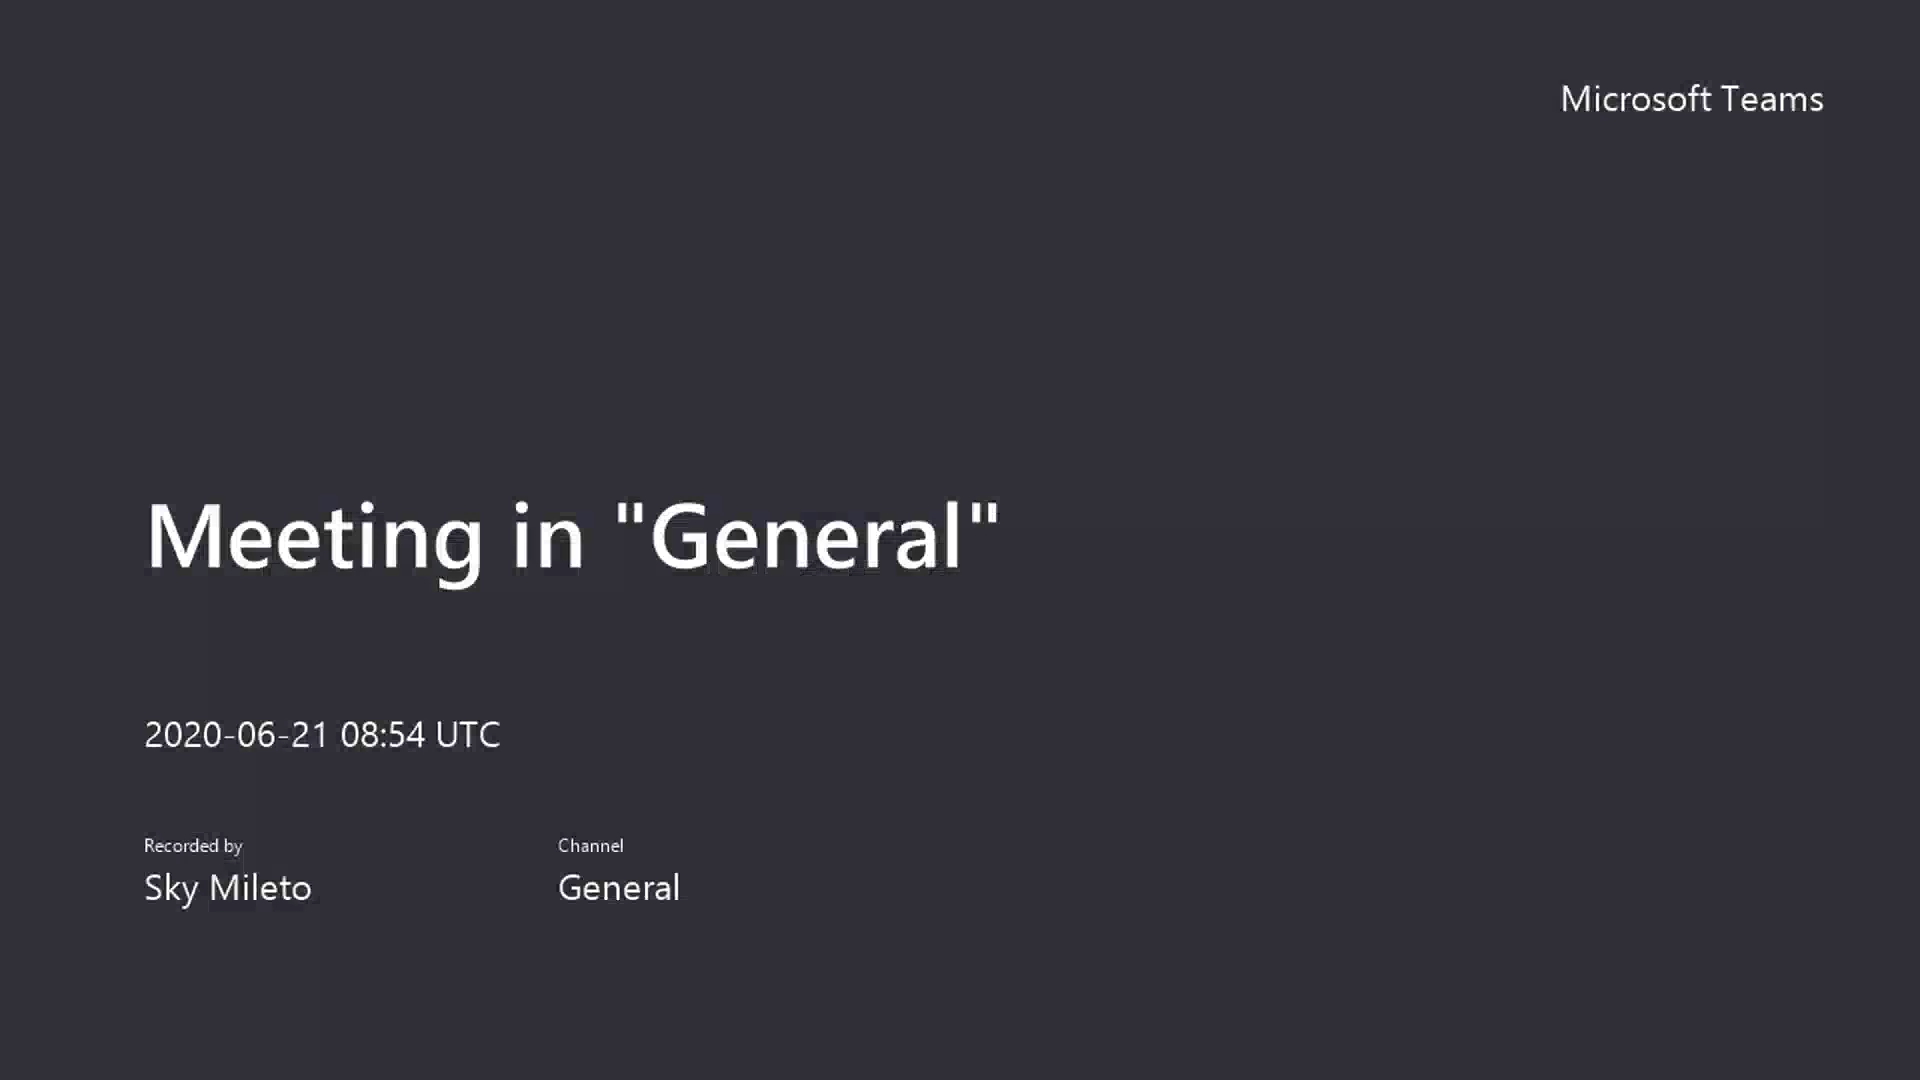 Microsoft Teams
Meeting in "General"
2020-06-21 08:54 UTC
Recorded by
Sky Mileto
Channel
General